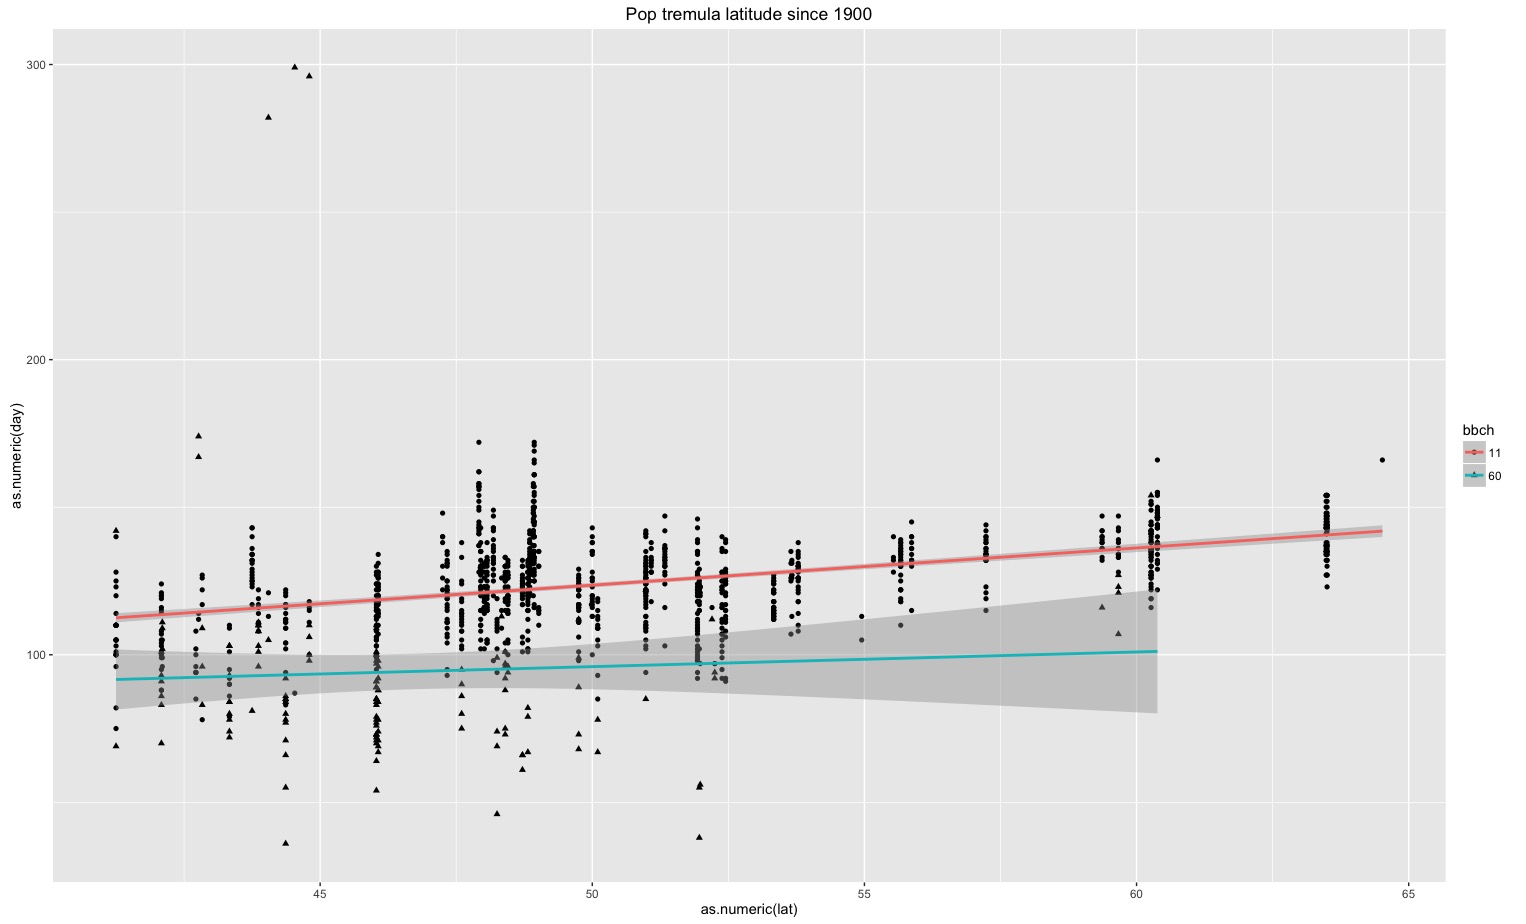 Pop tremula latitude since 1900
300
200
100
as.numeric(day)
45
50
55
60
65
as.numeric(lat)
bbch
11
60